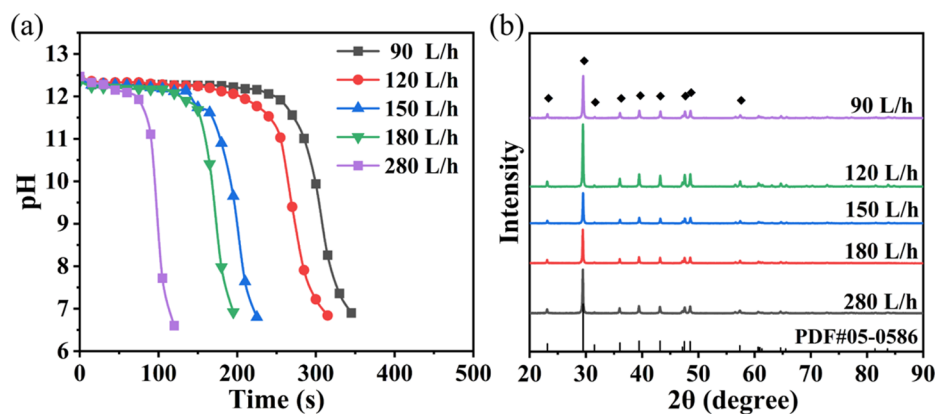 (a)
13
12
11
10
9
8
7
6
pH
90 L/h
120 L/h
150 L/h
180 L/h
280 L/h
0 100 200 300 400 500
Time (s)
(b)
Intensity
90 L/h
120 L/h
150 L/h
180 L/h
280 L/h
PDF#05-0586
20 30 40 50 60 70 80 90
2θ (degree)